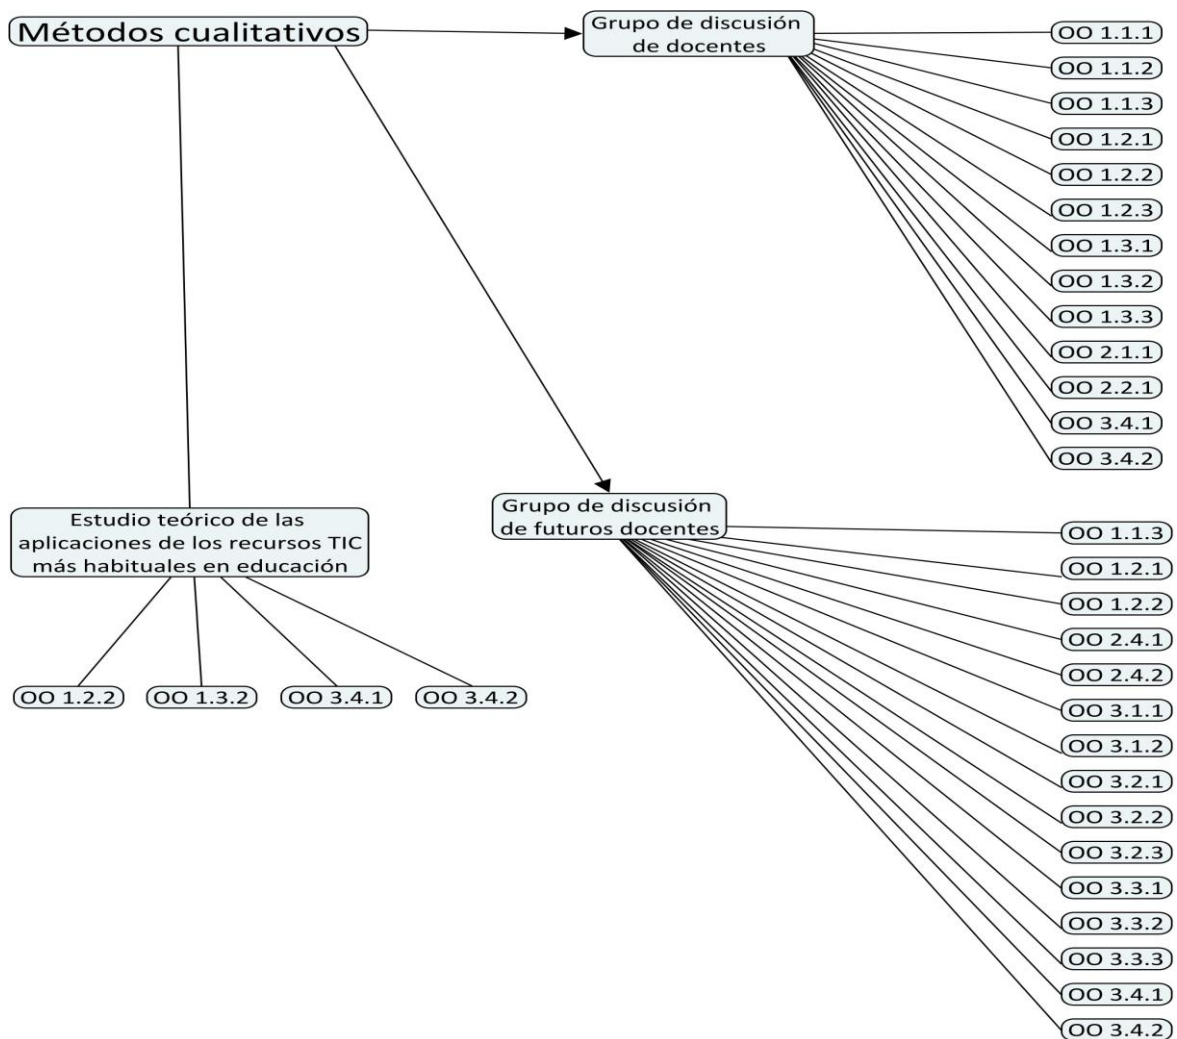 Métodos cualitativos
Grupo de discusión
de docentes
OO 1.1.1
OO 1.1.2
OO 1.1.3
OO 1.2.1
OO 1.2.2
OO 1.2.3
OO 1.3.1
OO 1.3.2
OO 1.3.3
OO 2.1.1
OO 2.2.1
OO 3.4.1
OO 3.4.2
Estudio teórico de las
aplicaciones de los recursos TIC
más habituales en educación
OO 1.2.2
OO 1.3.2
OO 3.4.1
OO 3.4.2
Grupo de discusión
de futuros docentes
OO 1.1.3
OO 1.2.1
OO 1.2.2
OO 2.4.1
OO 2.4.2
OO 3.1.1
OO 3.1.2
OO 3.2.1
OO 3.2.2
OO 3.2.3
OO 3.3.1
OO 3.3.2
OO 3.3.3
OO 3.4.1
OO 3.4.2